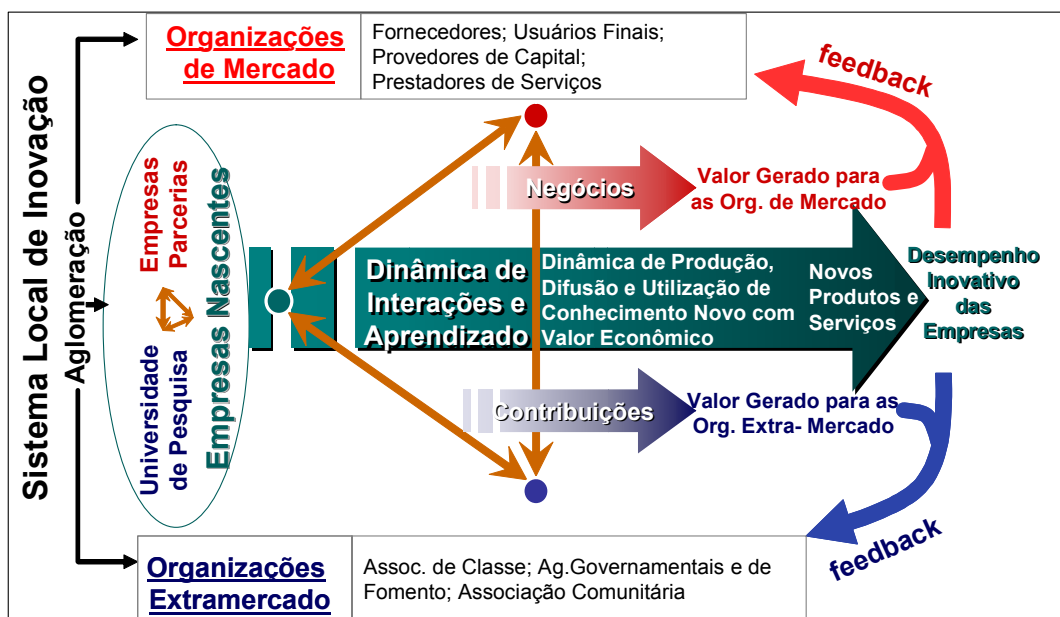 Sistema Local de Inovação
Aglomeração
Organizações
de Mercado
Fornecedores; Usuários Finais;
Provedores de Capital;
Prestadores de Serviços
feedback
Empresas
Parcerias
Universidade
de Pesquisa
Empresas Nascentes
Negócios
Valor Gerado para
as Org. de Mercado
Dinâmica de
Interações e
Aprendizado
Dinâmica de Produção,
Difusão e Utilização de
Conhecimento Novo com
Valor Econômico
Novos
Produtos e
Serviços
Desempenho
Inovativo
das
Empresas
Contribuições
Valor Gerado para as
Org. Extra- Mercado
feedback
Organizações
Extramercado
Assoc. de Classe; Ag.Governamentais e de
Fomento; Associação Comunitária